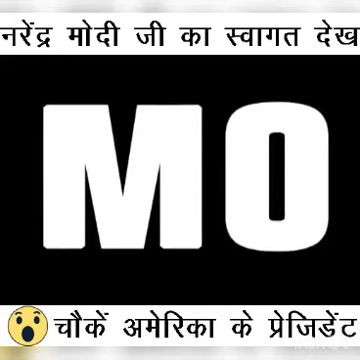 नरेंद्र मोदी जी का स्वागत देख
MO
चौकें अमेरिका के प्रेजिडेंट